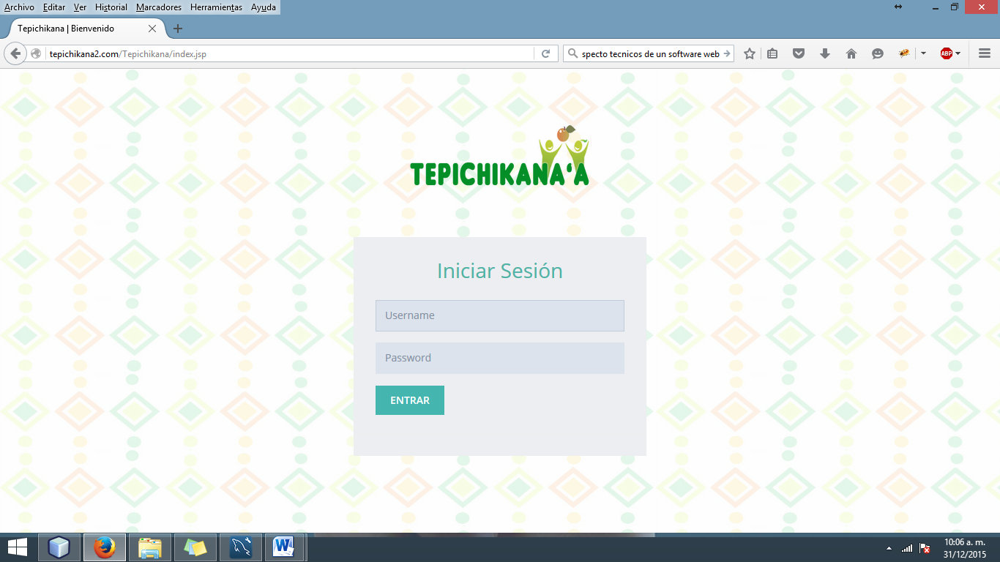 Archivo Editar Ver Historial Marcadores Herramientas Ayuda
Tepichikana | Bienvenido
tepichikana2.com/Tepichikana/index.jsp
specto tecnicos de un software web
ABP
TEPICHIKANA‘A
Iniciar Sesión
Username
Password
ENTRAR
W
10:06 a. m.
31/12/2015